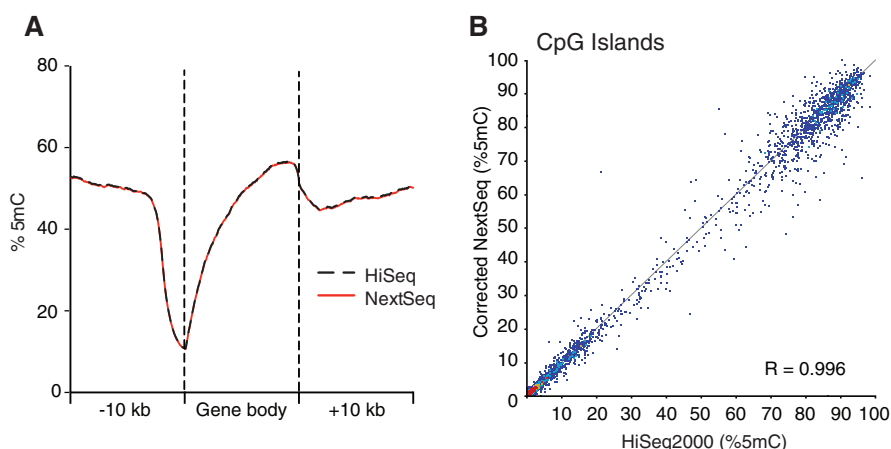 A
80
60
40
20
0
% 5mC
HiSeq
NextSeq
-10 kb
Gene body
+10 kb
B
CpG Islands
100
90
80
70
60
50
40
30
20
10
0
Corrected NextSeq (%5mC)
R = 0.996
10 20 30 40 50 60 70 80 90 100
HiSeq2000 (%5mC)